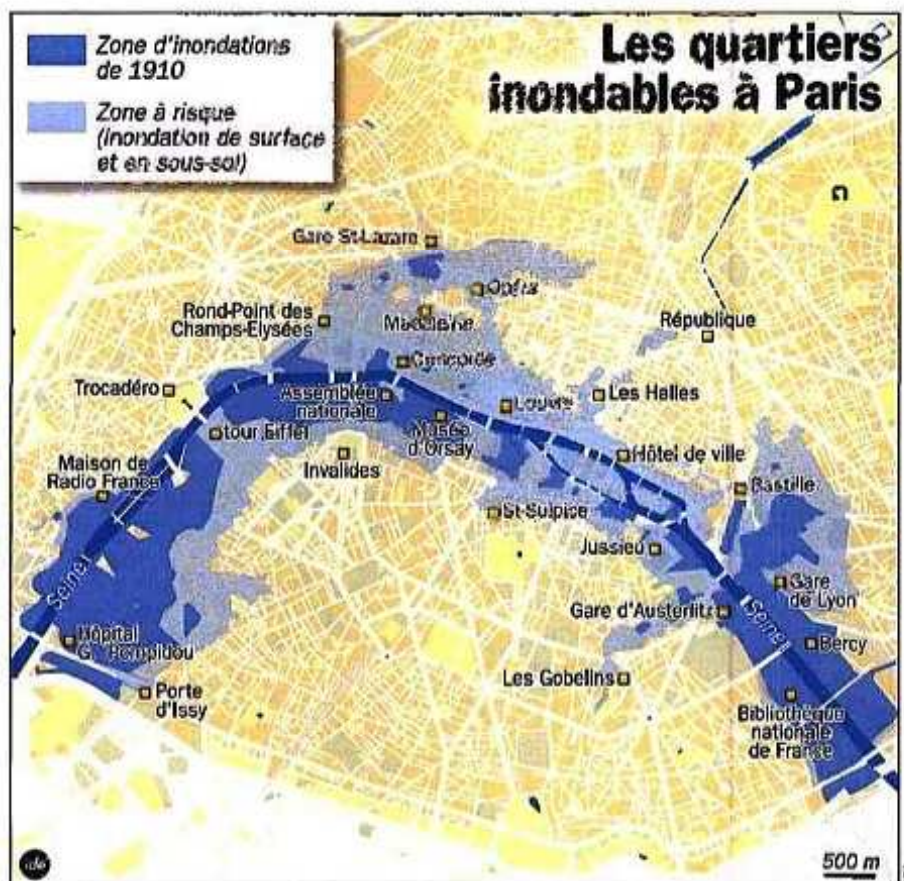 Zone d'inondations
de 1910
Zone à risque
(inondation de surface
et en sous-sol)
Les quartiers
inondables à Paris
Gare St-Lazare
Opéra
Rond-Point des
Champs-Elysées
Madeleine
République
Concorde
Trocadéro
Assemblée
nationale
Louvre
Les Halles
tour Eiffel
Musée
d'Orsay
Invalides
Hôtel de ville
Maison de
Radio France
Bastille
St-Sulpice
Jussieu
Seine
Gare
de Lyon
Gare d'Austerlitz
Seine
Hôpital
G. Pompidou
Bercy
Les Gobelins
Porte
d'Issy
Bibliothèque
nationale
de France
idé
500 m